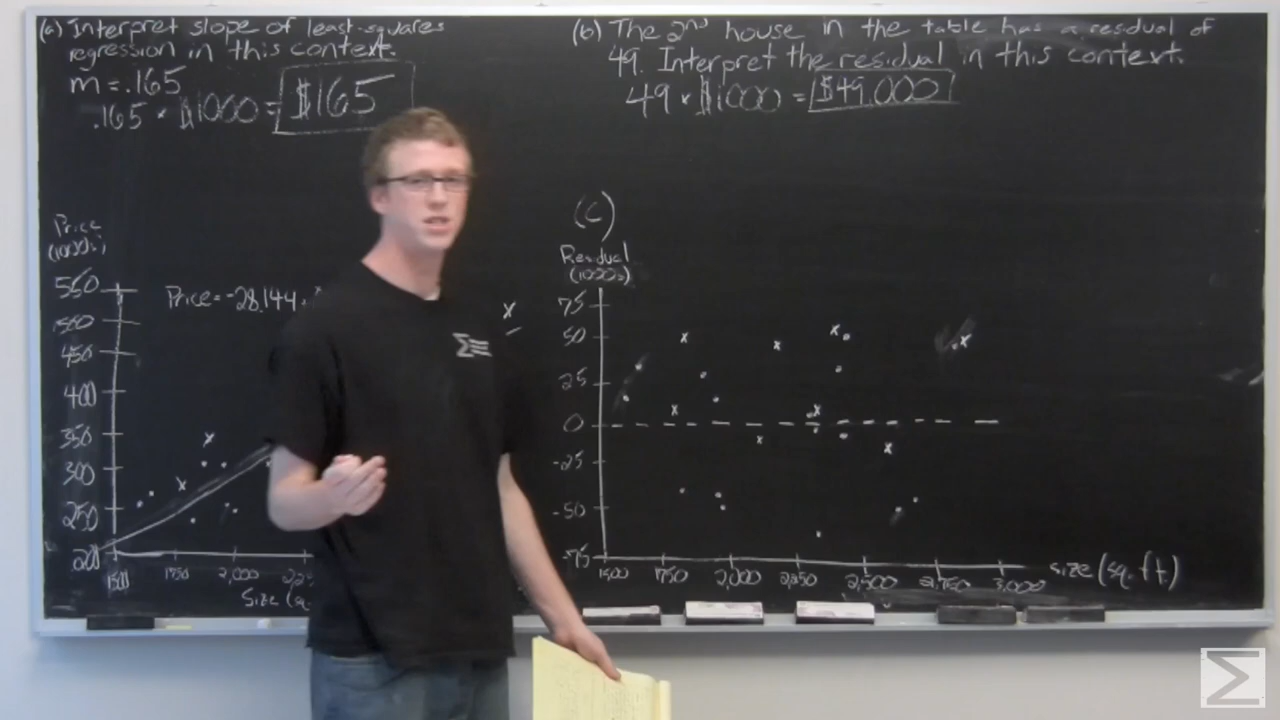 (a) Interpret slope of least-squares
regression in this context.
m = .165
.165 * $1000 = $165
(b) The 2nd house in the table has a residual of
49. Interpret the residual in this context.
49 * $1000 = $49.000
Price
(1000s)
550
500
450
400
350
300
250
200
1500 1750 2,000
Size
Price = -28.144 +
(c)
Residual
(1000s)
75
50
25
0
-25
-50
-75
1500 1750 2,000 2,250 2,500 2,750 3,000
size (sq. ft)
Σ